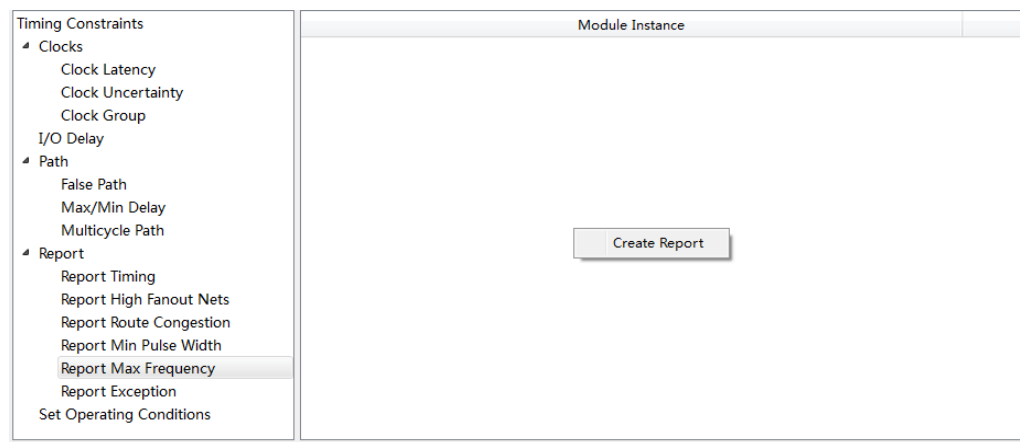 Timing Constraints
Clocks
Clock Latency
Clock Uncertainty
Clock Group
I/O Delay
Path
False Path
Max/Min Delay
Multicycle Path
Report
Report Timing
Report High Fanout Nets
Report Route Congestion
Report Min Pulse Width
Report Max Frequency
Report Exception
Set Operating Conditions
Module Instance
Create Report